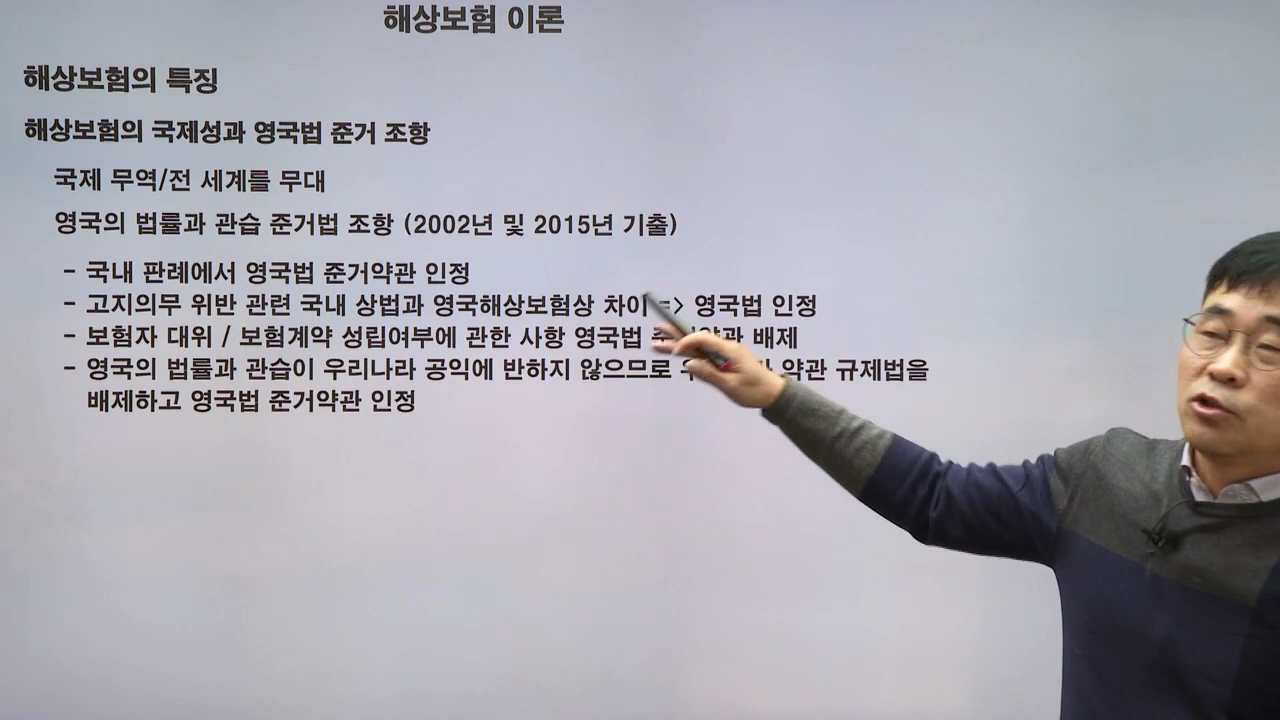 해상보험 이론
해상보험의 특징
해상보험의 국제성과 영국법 준거 조항
국제 무역/전 세계를 무대
영국의 법률과 관습 준거법 조항 (2002년 및 2015년 기출)
- 국내 판례에서 영국법 준거약관 인정
- 고지의무 위반 관련 국내 상법과 영국해상보험상 차이 => 영국법 인정
- 보험자 대위 / 보험계약 성립여부에 관한 사항 영국법 준거약관 배제
- 영국의 법률과 관습이 우리나라 공익에 반하지 않으므로 약관 규제법을
배제하고 영국법 준거약관 인정